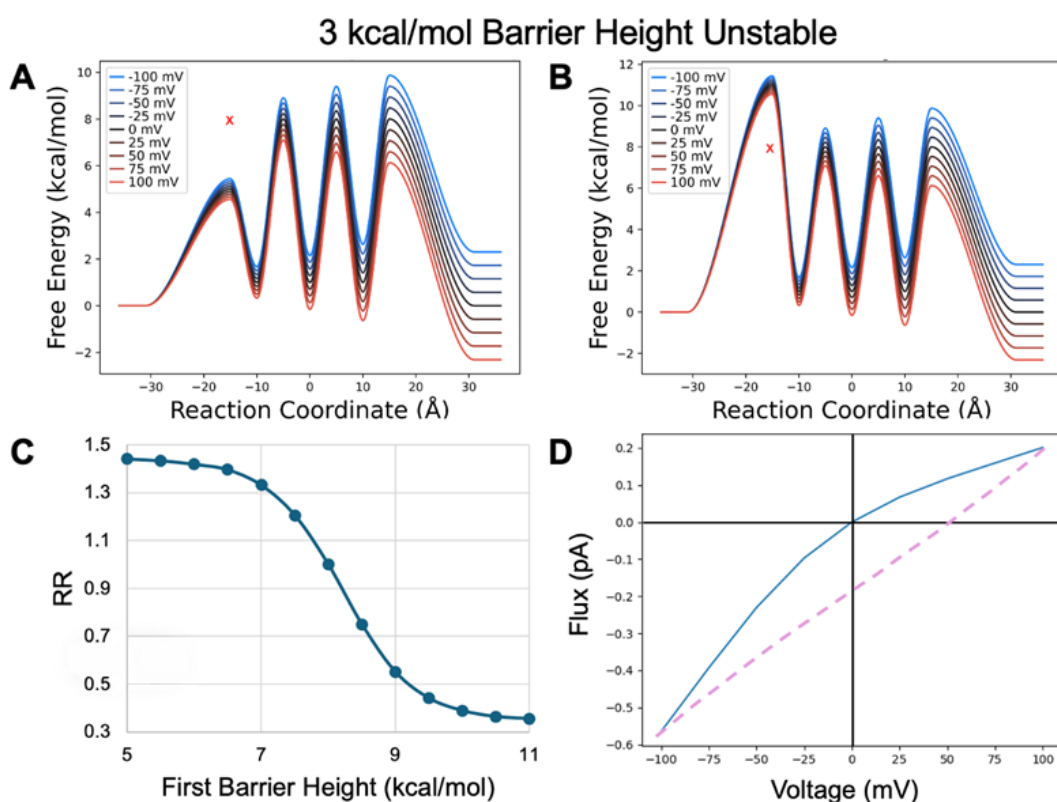 3 kcal/mol Barrier Height Unstable
A
Free Energy (kcal/mol)
10
8
6
4
2
0
−2
-100 mV
-75 mV
-50 mV
-25 mV
0 mV
25 mV
50 mV
75 mV
100 mV
x
−30 −20 −10 0 10 20 30
Reaction Coordinate (Å)
B
Free Energy (kcal/mol)
12
10
8
6
4
2
0
−2
-100 mV
-75 mV
-50 mV
-25 mV
0 mV
25 mV
50 mV
75 mV
100 mV
x
−30 −20 −10 0 10 20 30
Reaction Coordinate (Å)
C
RR
1.5
1.3
1.1
0.9
0.7
0.5
0.3
5 7 9 11
First Barrier Height (kcal/mol)
D
Flux (pA)
0.2
0.1
0.0
−0.1
−0.2
−0.3
−0.4
−0.5
−0.6
−100 −75 −50 −25 0 25 50 75 100
Voltage (mV)